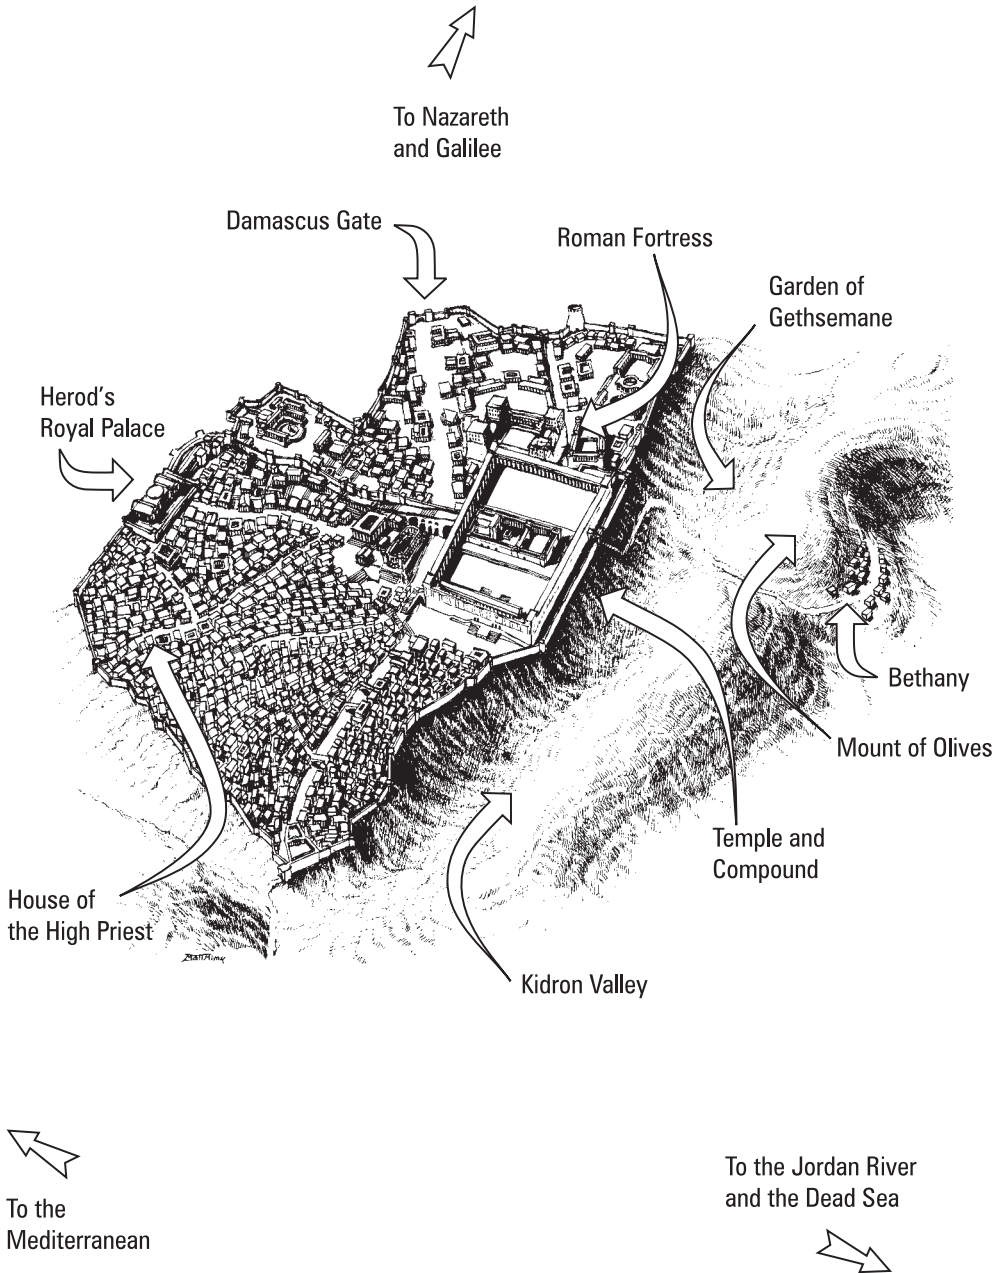 To Nazareth
and Galilee
Damascus Gate
Roman Fortress
Garden of
Gethsemane
Herod's
Royal Palace
Bethany
Mount of Olives
Temple and
Compound
House of
the High Priest
Kidron Valley
To the Jordan River
and the Dead Sea
To the
Mediterranean